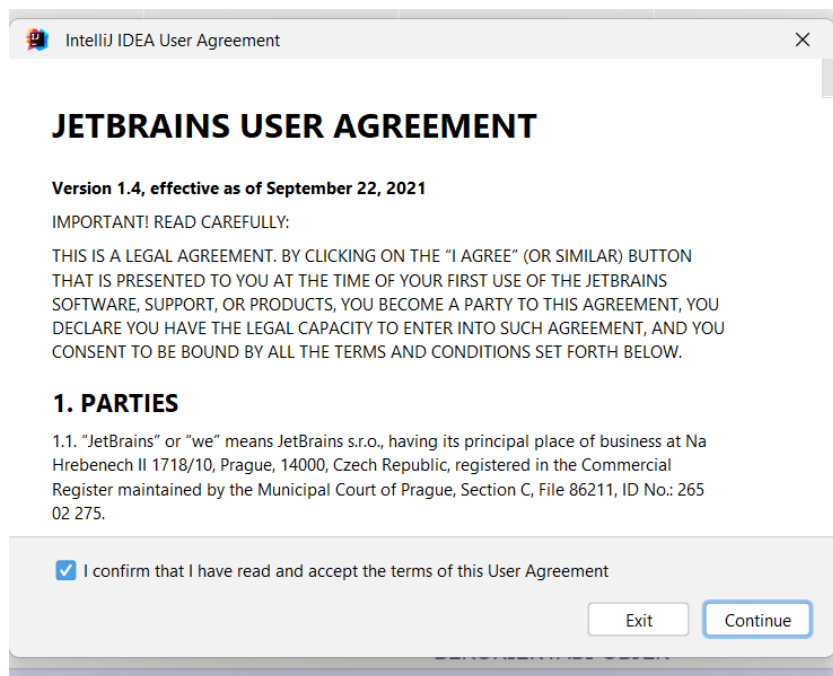 IntelliJ IDEA User Agreement
JETBRAINS USER AGREEMENT
Version 1.4, effective as of September 22, 2021
IMPORTANT! READ CAREFULLY:
THIS IS A LEGAL AGREEMENT. BY CLICKING ON THE “I AGREE” (OR SIMILAR) BUTTON
THAT IS PRESENTED TO YOU AT THE TIME OF YOUR FIRST USE OF THE JETBRAINS
SOFTWARE, SUPPORT, OR PRODUCTS, YOU BECOME A PARTY TO THIS AGREEMENT, YOU
DECLARE YOU HAVE THE LEGAL CAPACITY TO ENTER INTO SUCH AGREEMENT, AND YOU
CONSENT TO BE BOUND BY ALL THE TERMS AND CONDITIONS SET FORTH BELOW.
1. PARTIES
1.1. “JetBrains” or “we” means JetBrains s.r.o., having its principal place of business at Na
Hrebenech II 1718/10, Prague, 14000, Czech Republic, registered in the Commercial
Register maintained by the Municipal Court of Prague, Section C, File 86211, ID No.: 265
02 275.
I confirm that I have read and accept the terms of this User Agreement
Exit
Continue